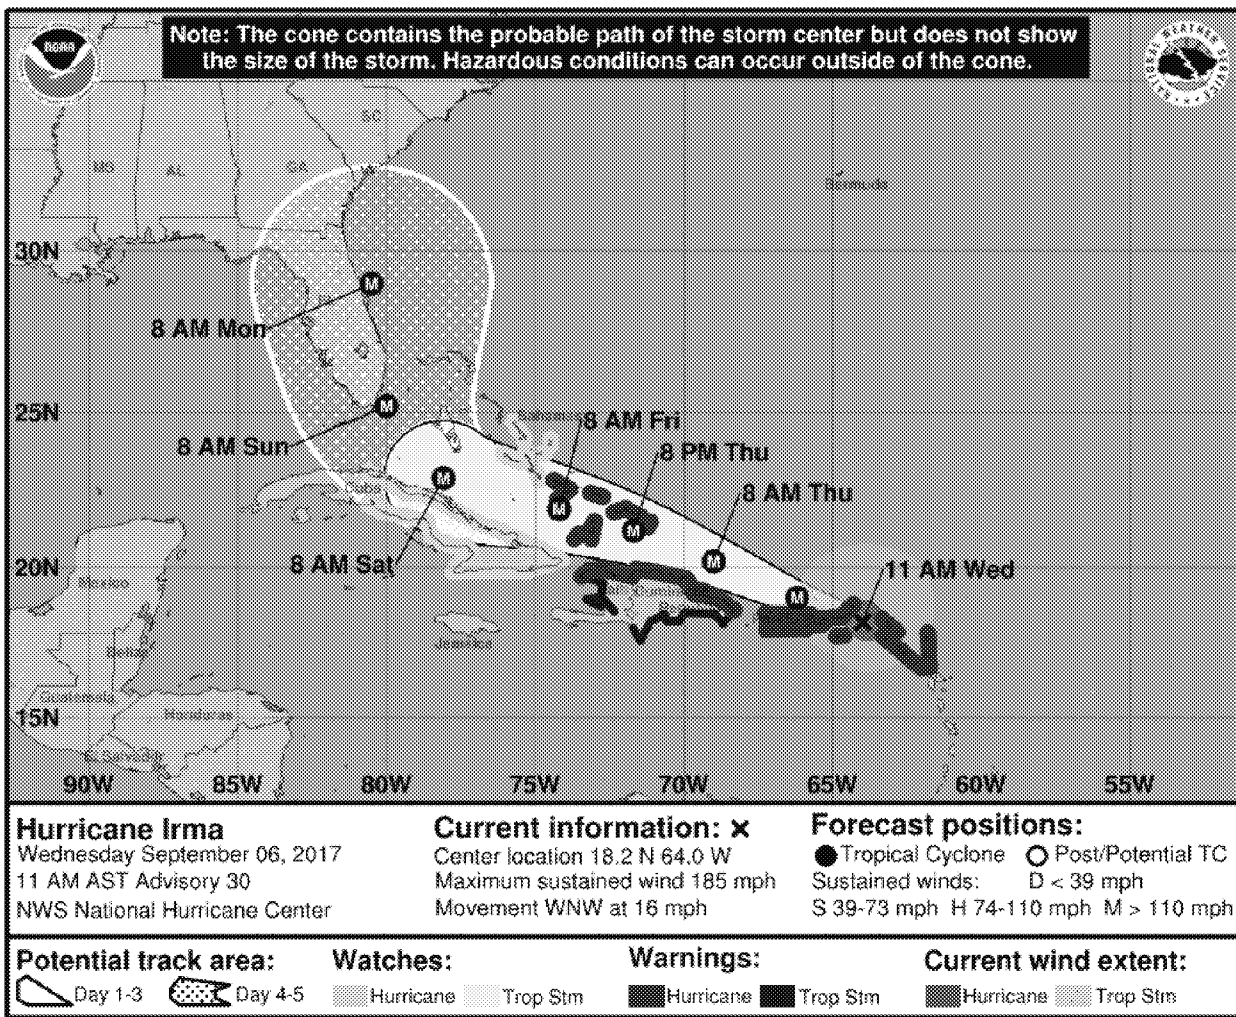 Note: The cone contains the probable path of the storm center but does not show
the size of the storm. Hazardous conditions can occur outside of the cone.
NOAA
SC
MS
AL
GA
Bermuda
30N
FL
8 AM Mon
25N
Bahamas
8 AM Fri
8 AM Sun
8 PM Thu
Cuba
8 AM Thu
8 AM Sat
20N
11 AM Wed
Mexico
Jamaica
Belize
Guatemala
Honduras
15N
El Salvador
90W 85W 80W 75W 70W 65W 60W 55W
M
M
M
M
M
M
M
Hurricane Irma
Wednesday September 06, 2017
11 AM AST Advisory 30
NWS National Hurricane Center
Current information: x
Center location 18.2 N 64.0 W
Maximum sustained wind 185 mph
Movement WNW at 16 mph
Forecast positions:
Tropical Cyclone Post/Potential TC
Sustained winds: D < 39 mph
S 39-73 mph H 74-110 mph M > 110 mph
Potential track area:
Day 1-3 Day 4-5
Watches:
Hurricane Trop Stm
Warnings:
Hurricane Trop Stm
Current wind extent:
Hurricane Trop Stm